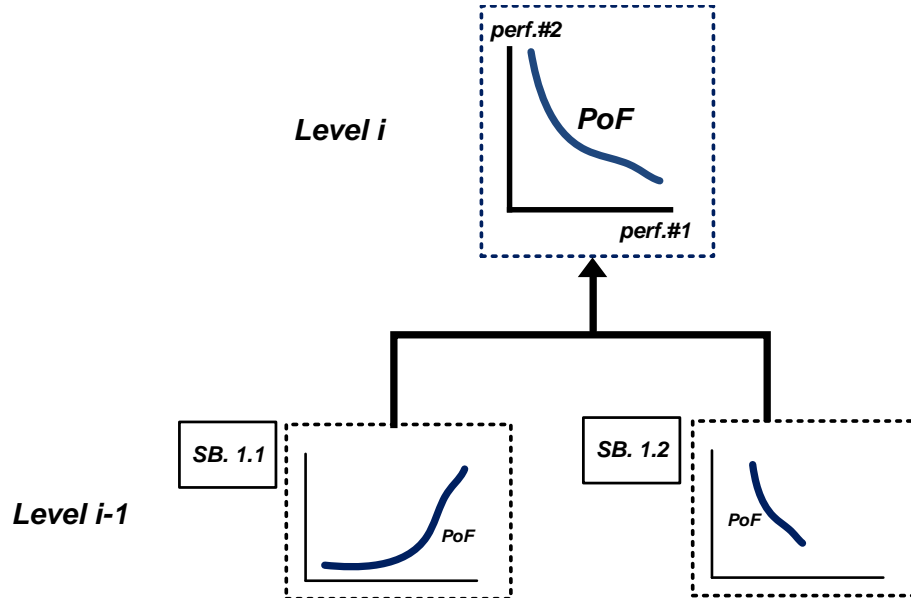 perf.#2
Level i
PoF
perf.#1
SB. 1.1
SB. 1.2
PoF
PoF
Level i-1